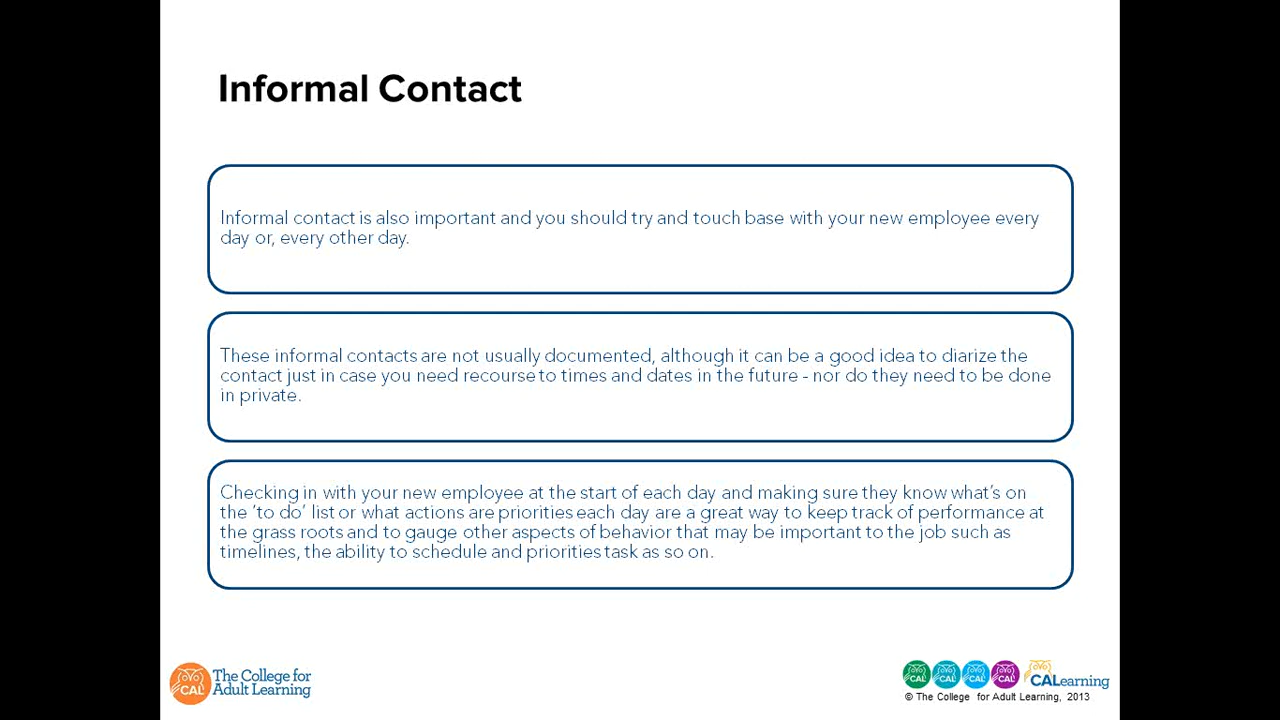 Informal Contact
Informal contact is also important and you should try and touch base with your new employee every
day or, every other day.
These informal contacts are not usually documented, although it can be a good idea to diarize the
contact just in case you need recourse to times and dates in the future - nor do they need to be done
in private.
Checking in with your new employee at the start of each day and making sure they know what's on
the 'to do' list or what actions are priorities each day are a great way to keep track of performance at
the grass roots and to gauge other aspects of behavior that may be important to the job such as
timelines, the ability to schedule and priorities task as so on.
CAL
The College for
Adult Learning
CAL CAL CAL CAL CALearning
© The College for Adult Learning, 2013